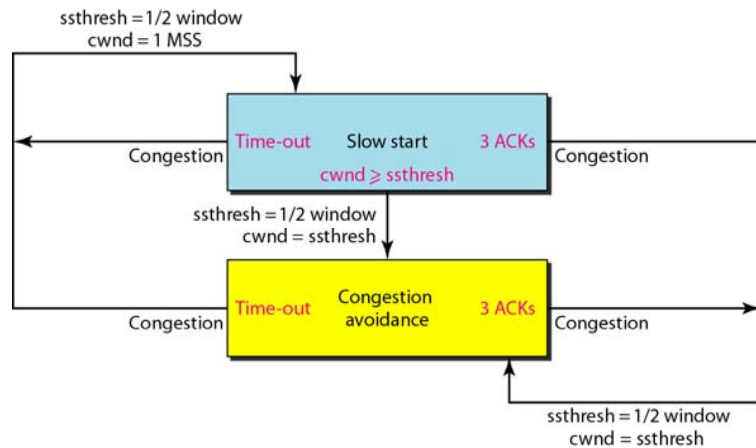 ssthresh = 1/2 window
cwnd = 1 MSS
Time-out
Slow start
3 ACKs
Congestion
Congestion
cwnd ⩾ ssthresh
ssthresh = 1/2 window
cwnd = ssthresh
Time-out
Congestion
avoidance
3 ACKs
Congestion
Congestion
ssthresh = 1/2 window
cwnd = ssthresh